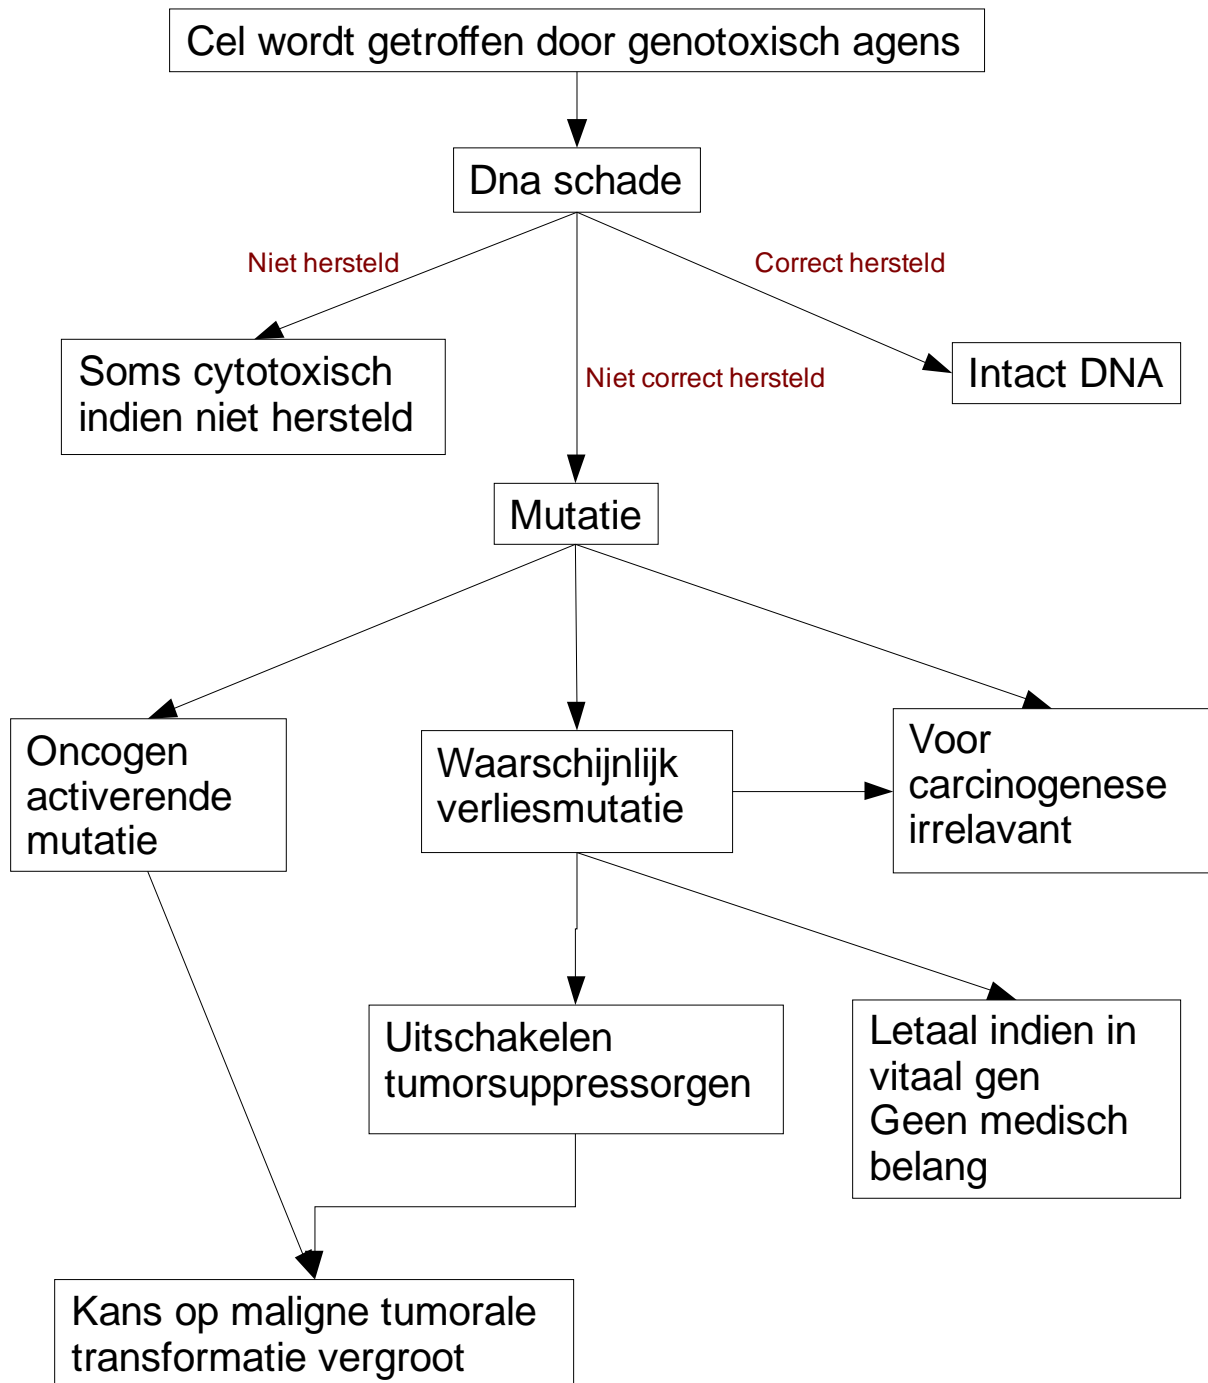 Cel wordt getroffen door genotoxisch agens
Dna schade
Niet hersteld
Correct hersteld
Soms cytotoxisch
indien niet hersteld
Niet correct hersteld
Intact DNA
Mutatie
Oncogen
activerende
mutatie
Waarschijnlijk
verliesmutatie
Voor
carcinogenese
irrelavant
Uitschakelen
tumorsuppressorgen
Letaal indien in
vitaal gen
Geen medisch
belang
Kans op maligne tumorale
transformatie vergroot